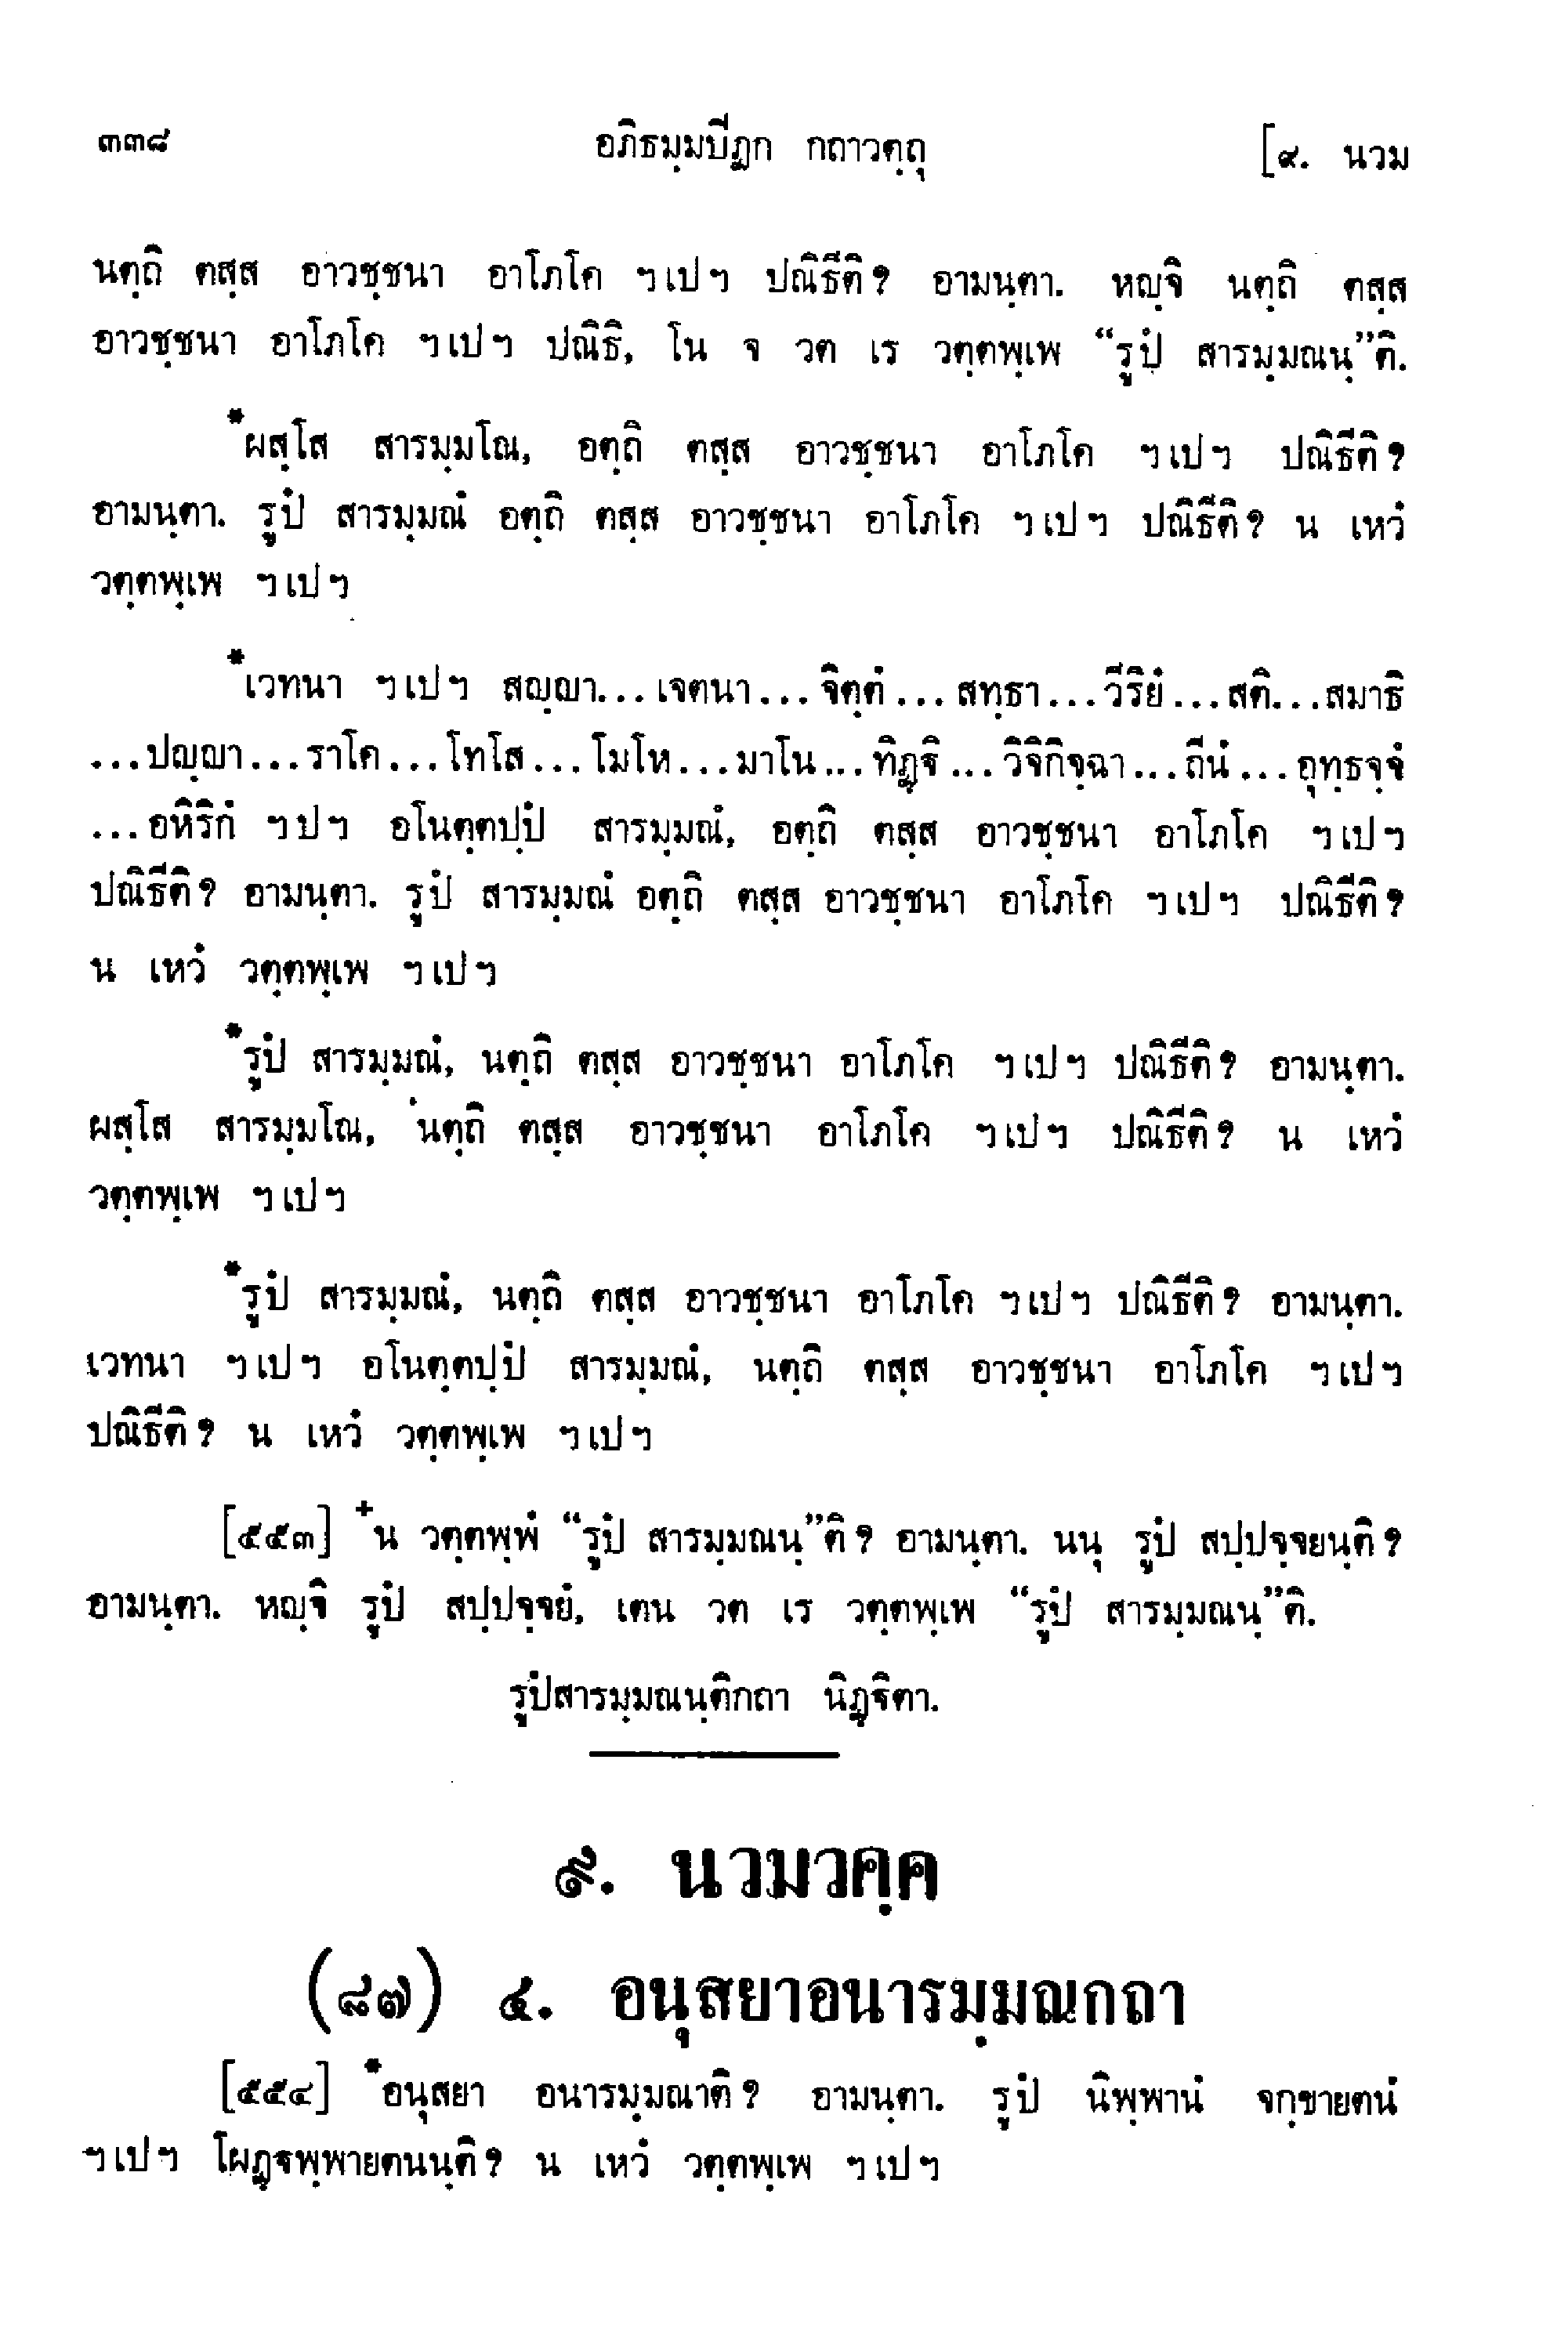 ๓๓๘ อภิธมฺมปีฏก กถาวตฺถุ [๙. นวม
นตฺถิ ตสฺส อาวชฺชนา อาโภโค ฯเปฯ ปณิธีติ? อามนฺตา. หญฺจิ นตฺถิ ตสฺส
อาวชฺชนา อาโภโค ฯเปฯ ปณิธิ, โน จ วต เร วตฺตพฺเพ “รูปํ สารมฺมณนฺ”ติ.
*ผสฺโส สารมฺมโณ, อตฺถิ ตสฺส อาวชฺชนา อาโภโค ฯเปฯ ปณิธีติ?
อามนฺตา. รูปํ สารมฺมณํ อตฺถิ ตสฺส อาวชฺชนา อาโภโค ฯเปฯ ปณิธีติ? น เหวํ
วตฺตพฺเพ ฯเปฯ
*เวทนา ฯเปฯ สญฺญา...เจตนา...จิตฺตํ...สทฺธา...วีริยํ...สติ...สมาธิ
...ปญฺญา...ราโค...โทโส...โมโห...มาโน...ทิฏฺฐิ...วิจิกิจฺฉา...ถีนํ...อุทฺธจฺจํ
...อหิริกํ ฯปฯ อโนตฺตปฺปํ สารมฺมณํ, อตฺถิ ตสฺส อาวชฺชนา อาโภโค ฯเปฯ
ปณิธีติ? อามนฺตา. รูปํ สารมฺมณํ อตฺถิ ตสฺส อาวชฺชนา อาโภโค ฯเปฯ ปณิธีติ?
น เหวํ วตฺตพฺเพ ฯเปฯ
*รูปํ สารมฺมณํ, นตฺถิ ตสฺส อาวชฺชนา อาโภโค ฯเปฯ ปณิธีติ? อามนฺตา.
ผสฺโส สารมฺมโณ, นตฺถิ ตสฺส อาวชฺชนา อาโภโค ฯเปฯ ปณิธีติ? น เหวํ
วตฺตพฺเพ ฯเปฯ
*รูปํ สารมฺมณํ, นตฺถิ ตสฺส อาวชฺชนา อาโภโค ฯเปฯ ปณิธีติ? อามนฺตา.
เวทนา ฯเปฯ อโนตฺตปฺปํ สารมฺมณํ, นตฺถิ ตสฺส อาวชฺชนา อาโภโค ฯเปฯ
ปณิธีติ? น เหวํ วตฺตพฺเพ ฯเปฯ
[๕๕๓] +น วตฺตพฺพํ “รูปํ สารมฺมณนฺ”ติ? อามนฺตา. นนุ รูปํ สปฺปจฺจยนฺติ?
อามนฺตา. หญฺจิ รูปํ สปฺปจฺจยํ, เตน วต เร วตฺตพฺเพ “รูปํ สารมฺมณนฺ”ติ.
รูปํสารมฺมณนฺติกถา นิฏฺฐิตา.
๙. นวมวคฺค
(๘๗) ๕. อนุสยาอนารมฺมณกถา
[๕๕๔] *อนุสยา อนารมฺมณาติ? อามนฺตา. รูปํ นิพฺพานํ จกฺขายตนํ
ฯเปฯ โผฏฺฐพฺพายตนนฺติ? น เหวํ วตฺตพฺเพ ฯเปฯ